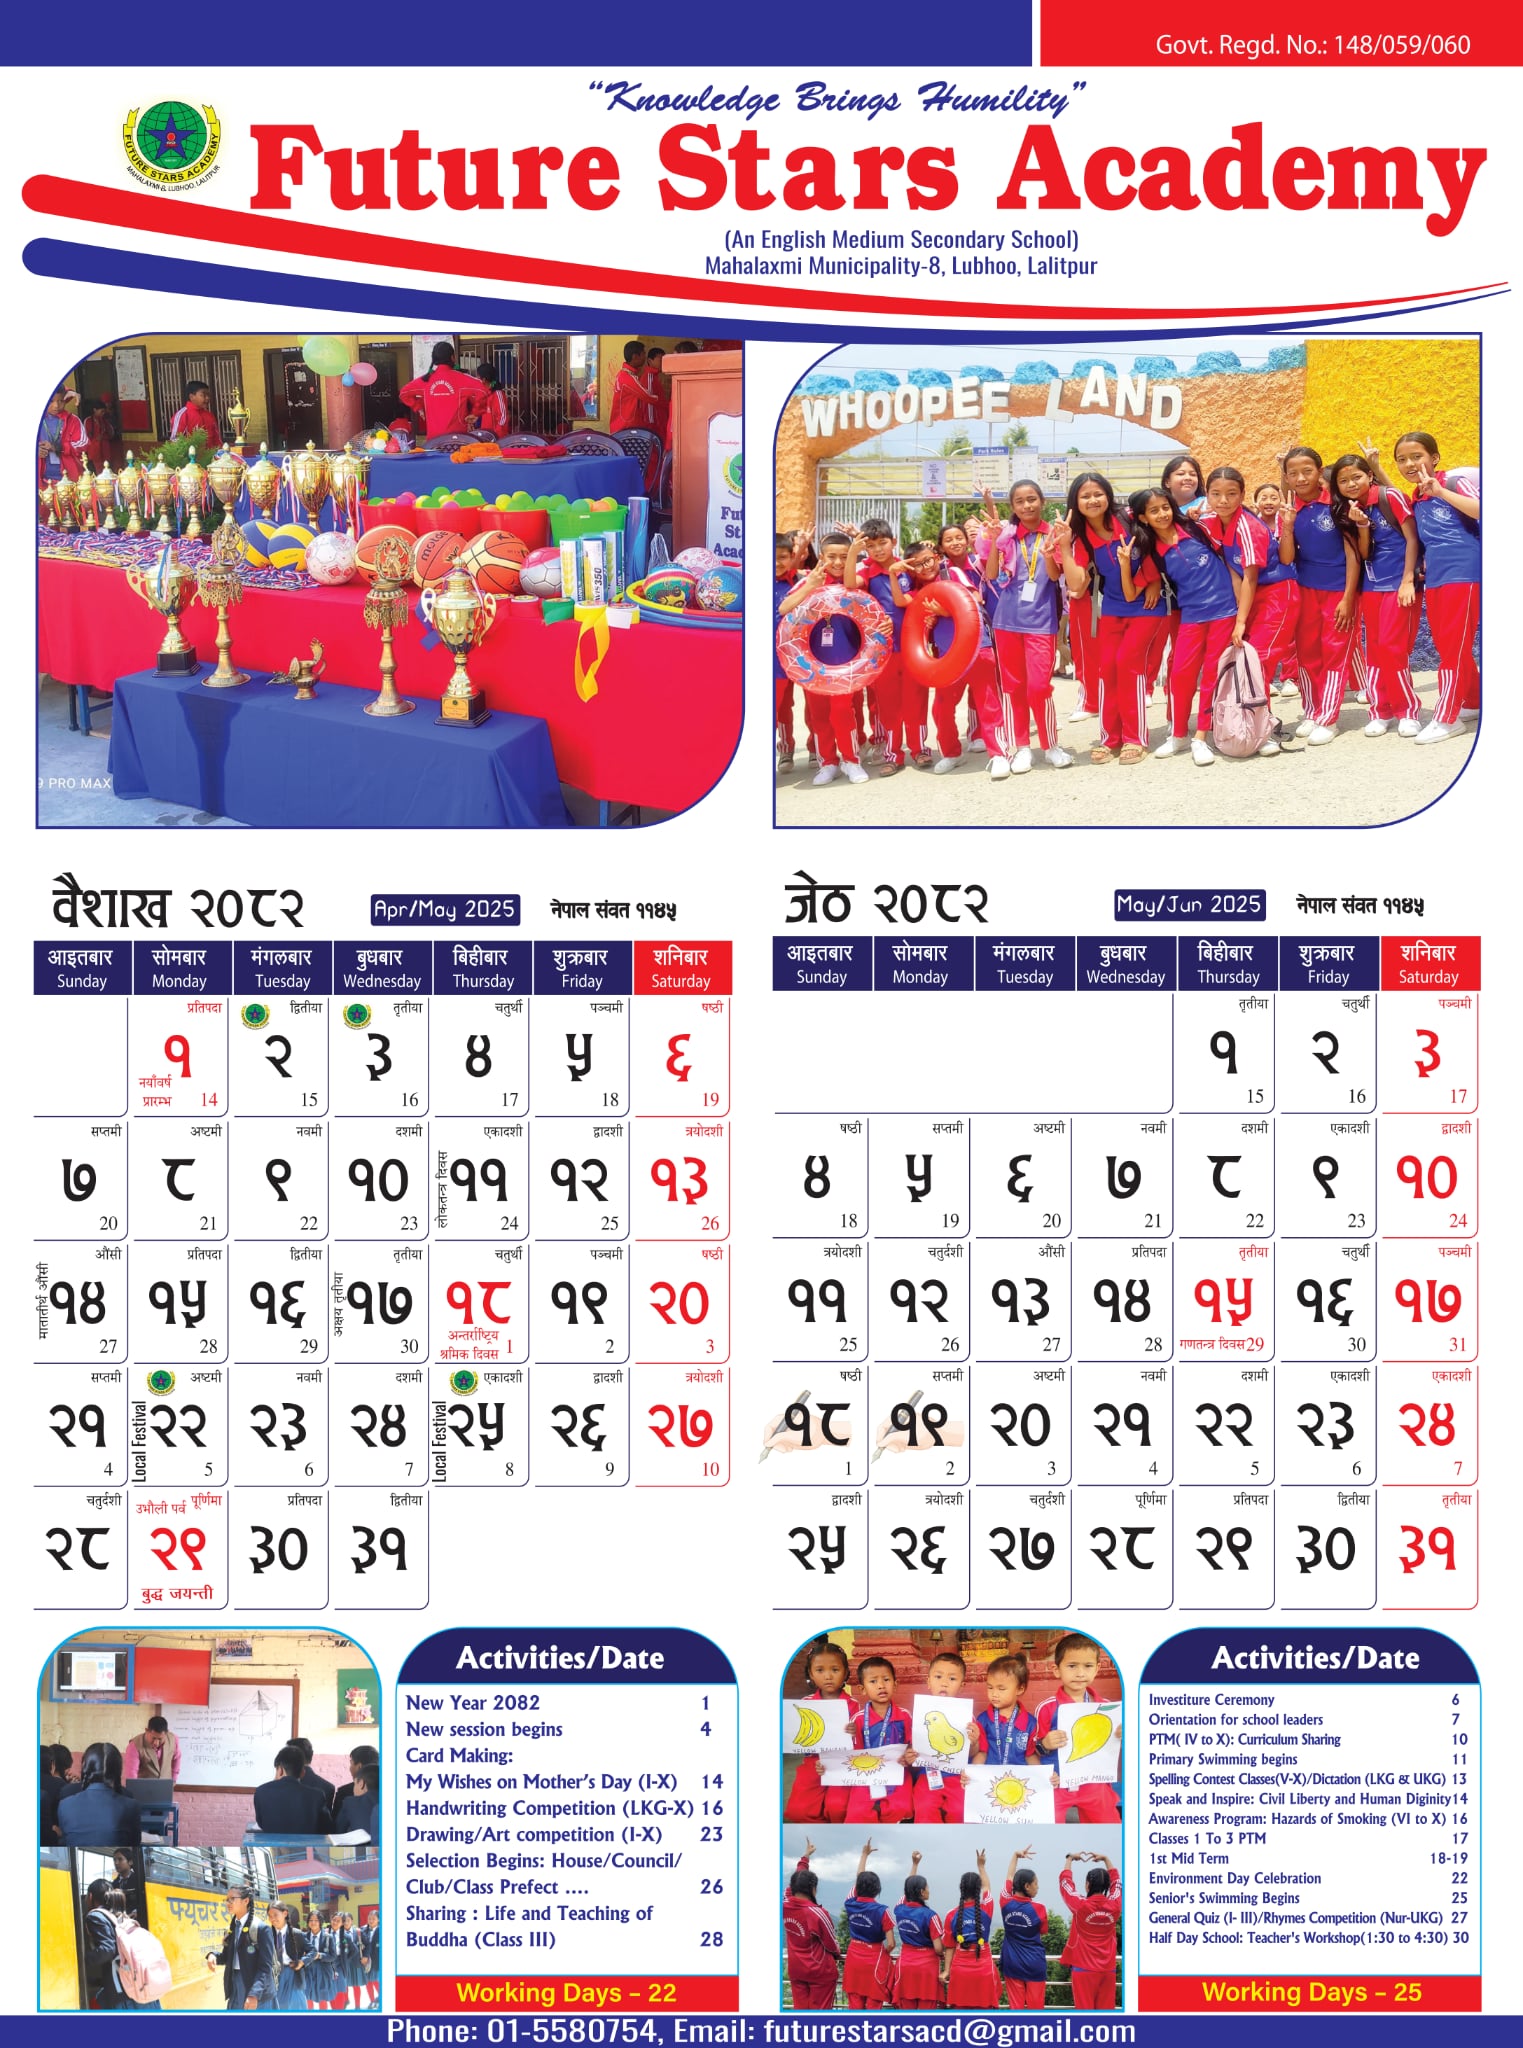 Govt. Regd. No.: 148/059/060
“Knowledge Brings Humility”
Future Stars Academy
FUTURE STARS ACADEMY
MAHALAXMI-8, LUBHOO, LALITPUR
(An English Medium Secondary School)
Mahalaxmi Municipality-8, Lubhoo, Lalitpur
9 PRO MAX
WHOOPEE LAND
वैशाख २०८२ Apr/May 2025 नेपाल संवत ११४५
आइतबार सोमबार मंगलबार बुधबार बिहीबार शुक्रबार शनिबार
Sunday Monday Tuesday Wednesday Thursday Friday Saturday
प्रतिपदा द्वितीया तृतीया चतुर्थी पञ्चमी षष्ठी
१ २ ३ ४ ५ ६
नयाँवर्ष
प्रारम्भ 14 15 16 17 18 19
सप्तमी अष्टमी नवमी दशमी एकादशी द्वादशी त्रयोदशी
७ ८ ९ १० लोकतन्त्र दिवस ११ १२ १३
20 21 22 23 24 25 26
औंसी प्रतिपदा द्वितीया तृतीया चतुर्थी पञ्चमी षष्ठी
मातातीर्थ औंसी १४ १५ १६ अक्षय तृतीया १७ १८ १९ २०
अन्तर्राष्ट्रिय
27 28 29 30 श्रमिक दिवस 1 2 3
सप्तमी अष्टमी नवमी दशमी एकादशी द्वादशी त्रयोदशी
२१ Local Festival २२ २३ २४ Local Festival २५ २६ २७
4 5 6 7 8 9 10
चतुर्दशी उभौली पर्व पूर्णिमा प्रतिपदा द्वितीया
२८ २९ ३० ३१
बुद्ध जयन्ती
जेठ २०८२ May/Jun 2025 नेपाल संवत ११४५
आइतबार सोमबार मंगलबार बुधबार बिहीबार शुक्रबार शनिबार
Sunday Monday Tuesday Wednesday Thursday Friday Saturday
तृतीया चतुर्थी पञ्चमी
१ २ ३
15 16 17
षष्ठी सप्तमी अष्टमी नवमी दशमी एकादशी द्वादशी
४ ५ ६ ७ ८ ९ १०
18 19 20 21 22 23 24
त्रयोदशी चतुर्दशी औंसी प्रतिपदा तृतीया चतुर्थी पञ्चमी
११ १२ १३ १४ १५ १६ १७
25 26 27 28 गणतन्त्र दिवस 29 30 31
षष्ठी सप्तमी अष्टमी नवमी दशमी एकादशी एकादशी
१८ १९ २० २१ २२ २३ २४
1 2 3 4 5 6 7
द्वादशी त्रयोदशी चतुर्दशी पूर्णिमा प्रतिपदा द्वितीया तृतीया
२५ २६ २७ २८ २९ ३० ३१
Activities/Date
New Year 2082 1
New session begins 4
Card Making:
My Wishes on Mother's Day (I-X) 14
Handwriting Competition (LKG-X) 16
Drawing/Art competition (I-X) 23
Selection Begins: House/Council/
Club/Class Prefect .... 26
Sharing : Life and Teaching of
Buddha (Class III) 28
Working Days – 22
YELLOW SUN
YELLOW SUN
YELLOW MANGO
Activities/Date
Investiture Ceremony 6
Orientation for school leaders 7
PTM( IV to X): Curriculum Sharing 10
Primary Swimming begins 11
Spelling Contest Classes(V-X)/Dictation (LKG & UKG) 13
Speak and Inspire: Civil Liberty and Human Diginity 14
Awareness Program: Hazards of Smoking (VI to X) 16
Classes 1 To 3 PTM 17
1st Mid Term 18-19
Environment Day Celebration 22
Senior's Swimming Begins 25
General Quiz (I- III)/Rhymes Competition (Nur-UKG) 27
Half Day School: Teacher's Workshop(1:30 to 4:30) 30
Working Days – 25
Phone: 01-5580754, Email: futurestarsacd@gmail.com